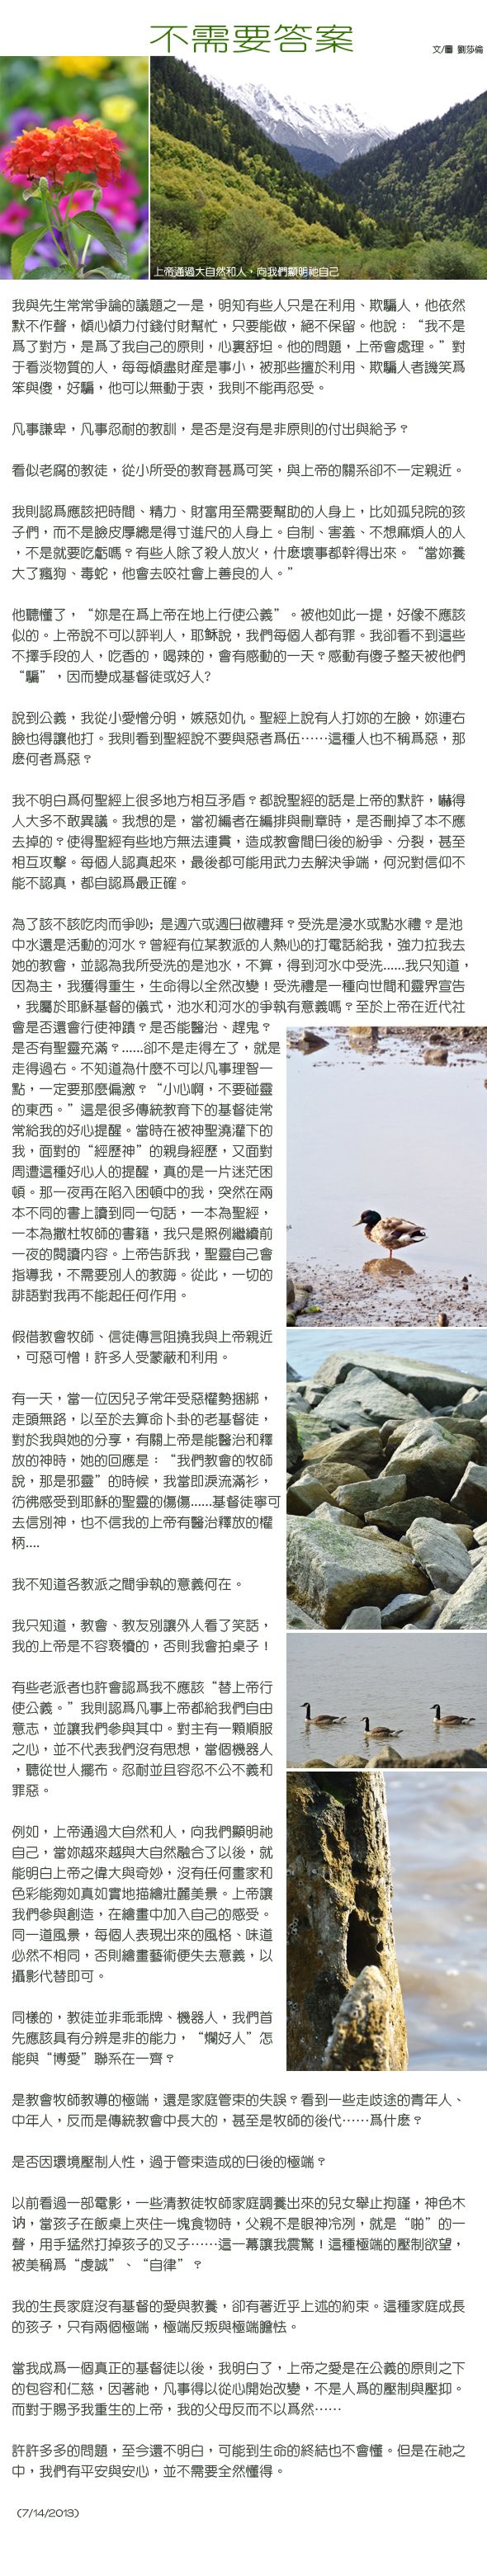 不需要答案
文/圖 劉莎倫
上帝通過大自然和人，向我們顯明祂自己
我與先生常常爭論的議題之一是，明知有些人只是在利用、欺騙人，他依然
默不作聲，傾心傾力付錢付財幫忙，只要能做，絕不保留。他說：“我不是
爲了對方，是爲了我自己的原則，心裏舒坦。他的問題，上帝會處理。”對
于看淡物質的人，每每傾盡財産是事小，被那些擅於利用、欺騙人者譏笑爲
笨與傻，好騙，他可以無動于衷，我則不能再忍受。
凡事謙卑，凡事忍耐的教訓，是否是沒有是非原則的付出與給予？
看似老腐的教徒，從小所受的教育甚爲可笑，與上帝的關系卻不一定親近。
我則認爲應該把時間、精力、財富用至需要幫助的人身上，比如孤兒院的孩
子們，而不是臉皮厚總是得寸進尺的人身上。自制、害羞、不想麻煩人的人
，不是就要吃虧嗎？有些人除了殺人放火，什麽壞事都幹得出來。“當妳養
大了瘋狗、毒蛇，他會去咬社會上善良的人。”
他聽懂了，“妳是在爲上帝在地上行使公義”。被他如此一提，好像不應該
似的。上帝說不可以評判人，耶穌說，我們每個人都有罪。我卻看不到這些
不擇手段的人，吃香的，喝辣的，會有感動的一天？感動有傻子整天被他們
“騙”，因而變成基督徒或好人?
說到公義，我從小愛憎分明，嫉惡如仇。聖經上說有人打妳的左臉，妳連右
臉也得讓他打。我則看到聖經說不要與惡者爲伍……這種人也不稱爲惡，那
麽何者爲惡？
我不明白爲何聖經上很多地方相互矛盾？都說聖經的話是上帝的默許，嚇得
人大多不敢異議。我想的是，當初編者在編排與刪章時，是否刪掉了本不應
去掉的？使得聖經有些地方無法連貫，造成教會間日後的紛爭、分裂，甚至
相互攻擊。每個人認真起來，最後都可能用武力去解決爭端，何況對信仰不
能不認真，都自認爲最正確。
為了該不該吃肉而爭吵; 是週六或週日做禮拜？受洗是浸水或點水禮？是池
中水還是活動的河水？曾經有位某教派的人熱心的打電話給我，強力拉我去
她的教會，並認為我所受洗的是池水，不算，得到河水中受洗......我只知道，
因為主，我獲得重生，生命得以全然改變！受洗禮是一種向世間和靈界宣告
，我屬於耶穌基督的儀式，池水和河水的爭執有意義嗎？至於上帝在近代社
會是否還會行使神蹟？是否能醫治、趕鬼？
是否有聖靈充滿？......卻不是走得左了，就是
走得過右。不知道為什麼不可以凡事理智一
點，一定要那麼偏激？“小心啊，不要碰靈
的東西。”這是很多傳統教育下的基督徒常
常給我的好心提醒。當時在被神聖澆灌下的
我，面對的“經歷神”的親身經歷，又面對
周遭這種好心人的提醒，真的是一片迷茫困
頓。那一夜再在陷入困頓中的我，突然在兩
本不同的書上讀到同一句話，一本為聖經，
一本為撒杜牧師的書籍，我只是照例繼續前
一夜的閱讀內容。上帝告訴我，聖靈自己會
指導我，不需要別人的教誨。從此，一切的
誹語對我再不能起任何作用。
假借教會牧師、信徒傳言阻撓我與上帝親近
，可惡可憎！許多人受蒙蔽和利用。
有一天，當一位因兒子常年受惡權勢捆綁，
走頭無路，以至於去算命卜卦的老基督徒，
對於我與她的分享，有關上帝是能醫治和釋
放的神時，她的回應是：“我們教會的牧師
說，那是邪靈”的時候，我當即淚流滿衫，
彷彿感受到耶穌的聖靈的傷傷......基督徒寧可
去信別神，也不信我的上帝有醫治釋放的權
柄....
我不知道各教派之間爭執的意義何在。
我只知道，教會、教友別讓外人看了笑話，
我的上帝是不容亵犢的，否則我會拍桌子！
有些老派者也許會認爲我不應該“替上帝行
使公義。”我則認爲凡事上帝都給我們自由
意志，並讓我們參與其中。對主有一顆順服
之心，並不代表我們沒有思想，當個機器人
，聽從世人擺布。忍耐並且容忍不公不義和
罪惡。
例如，上帝通過大自然和人，向我們顯明祂
自己，當妳越來越與大自然融合了以後，就
能明白上帝之偉大與奇妙，沒有任何畫家和
色彩能夠如真如實地描繪壯麗美景。上帝讓
我們參與創造，在繪畫中加入自己的感受。
同一道風景，每個人表現出來的風格、味道
必然不相同，否則繪畫藝術便失去意義，以
攝影代替即可。
同樣的，教徒並非乖乖牌、機器人，我們首
先應該具有分辨是非的能力，“爛好人”怎
能與“博愛”聯系在一齊？
是教會牧師教導的極端，還是家庭管束的失誤？看到一些走歧途的青年人、
中年人，反而是傳統教會中長大的，甚至是牧師的後代……爲什麽？
是否因環境壓制人性，過于管束造成的日後的極端？
以前看過一部電影，一些清教徒牧師家庭調養出來的兒女舉止拘謹，神色木
讷，當孩子在飯桌上夾住一塊食物時，父親不是眼神冷冽，就是“啪”的一
聲，用手猛然打掉孩子的叉子……這一幕讓我震驚！這種極端的壓制欲望，
被美稱爲“虔誠”、“自律”？
我的生長家庭沒有基督的愛與教養，卻有著近乎上述的約束。這種家庭成長
的孩子，只有兩個極端，極端反叛與極端膽怯。
當我成爲一個真正的基督徒以後，我明白了，上帝之愛是在公義的原則之下
的包容和仁慈，因著祂，凡事得以從心開始改變，不是人爲的壓制與壓抑。
而對于賜予我重生的上帝，我的父母反而不以爲然……
許許多多的問題，至今還不明白，可能到生命的終結也不會懂。但是在祂之
中，我們有平安與安心，並不需要全然懂得。
(7/14/2013)